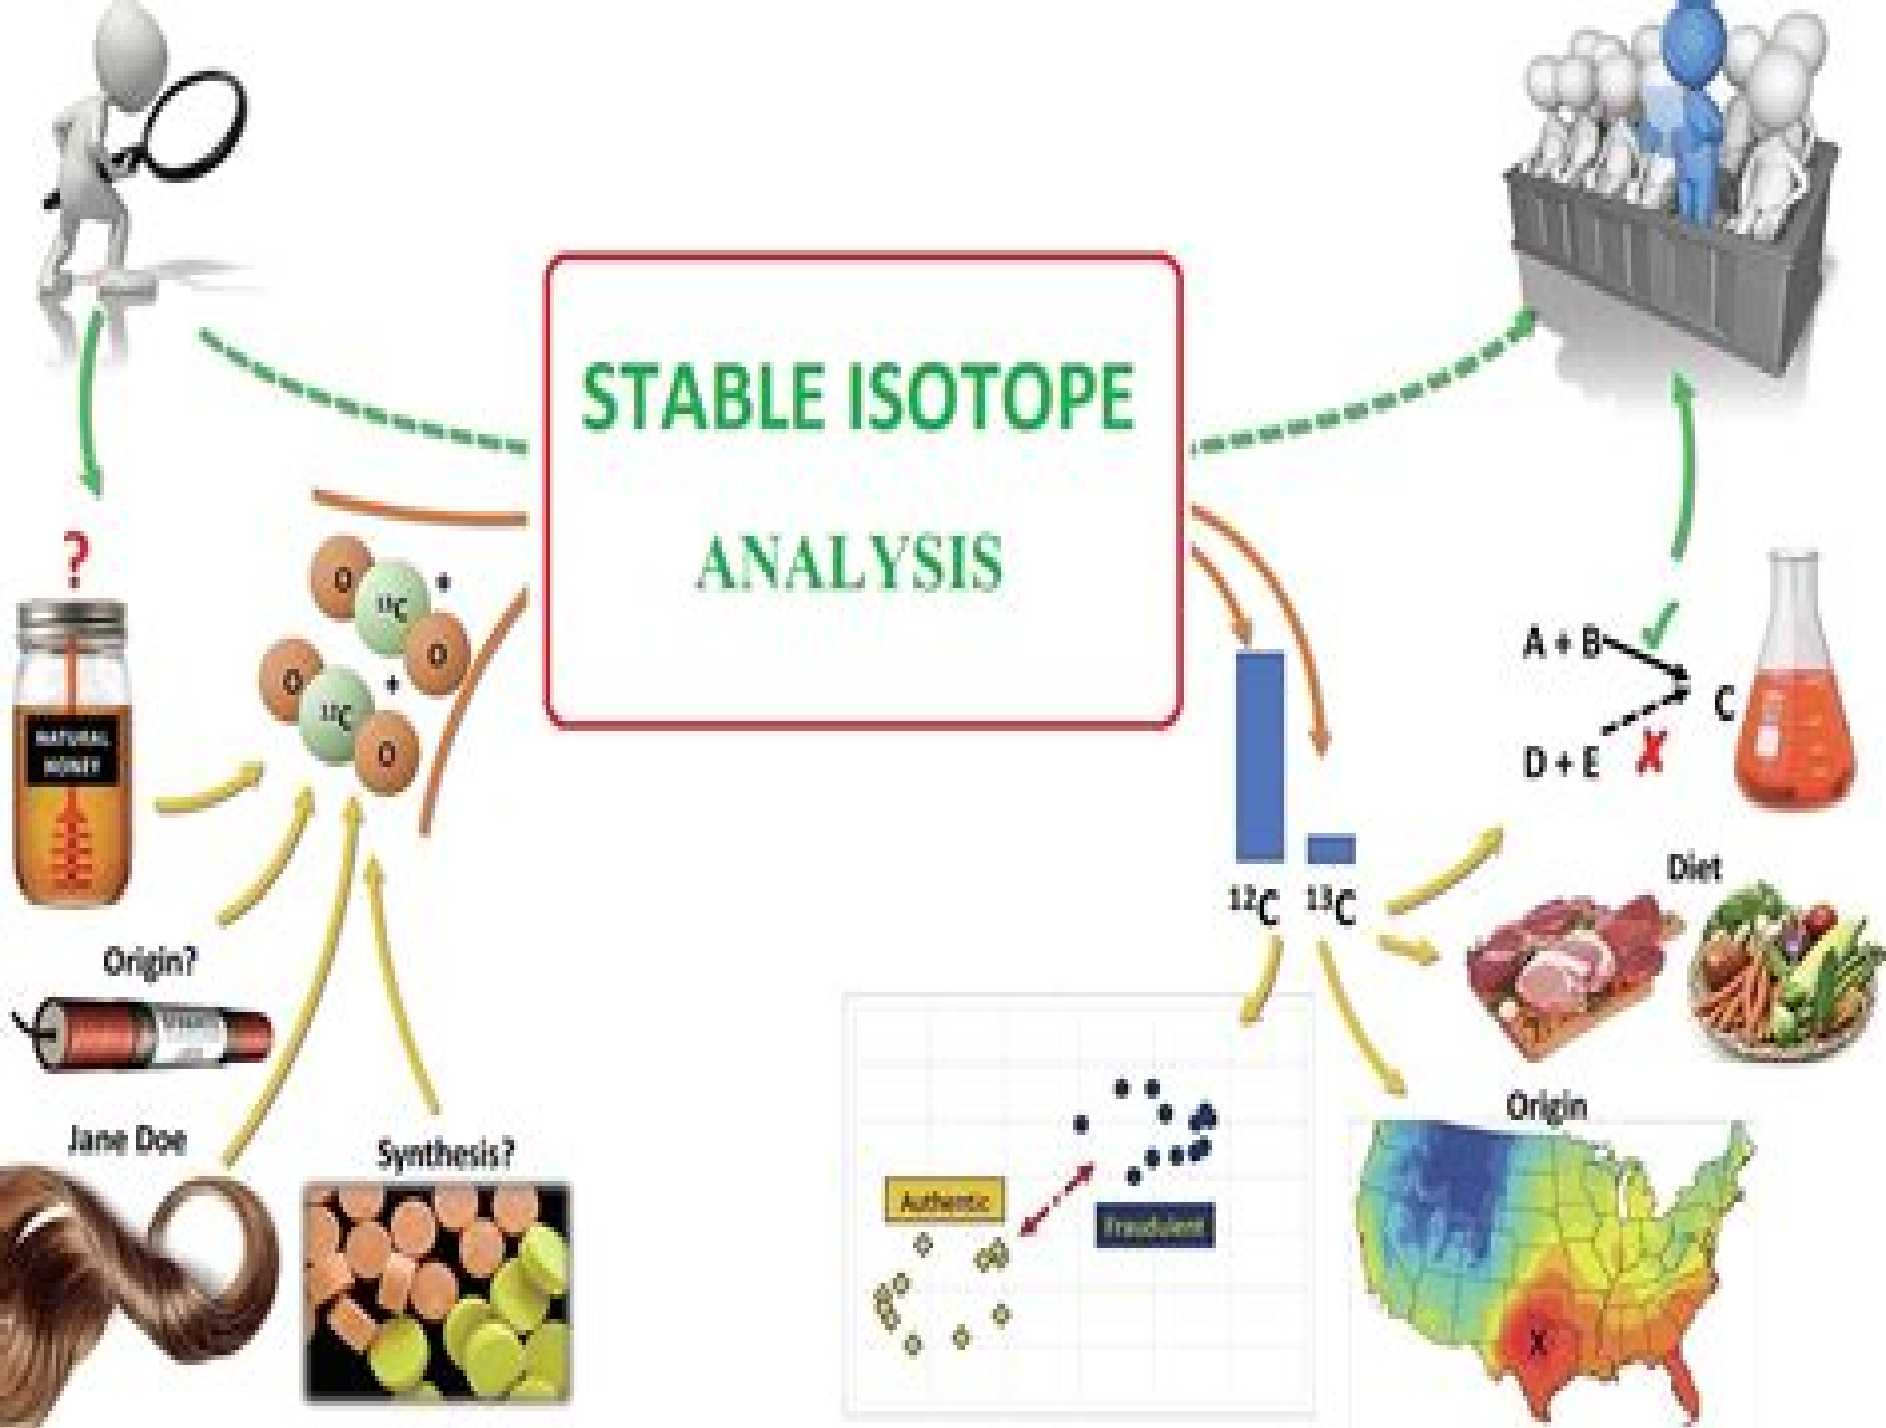 STABLE ISOTOPE
ANALYSIS
?
O
C
O
+
O
C
O
+
NATURAL
HONEY
Origin?
Jane Doe
Synthesis?
¹²C ¹³C
A + B
D + E
X
C
Diet
Origin
X
Authentic
Fraudulent